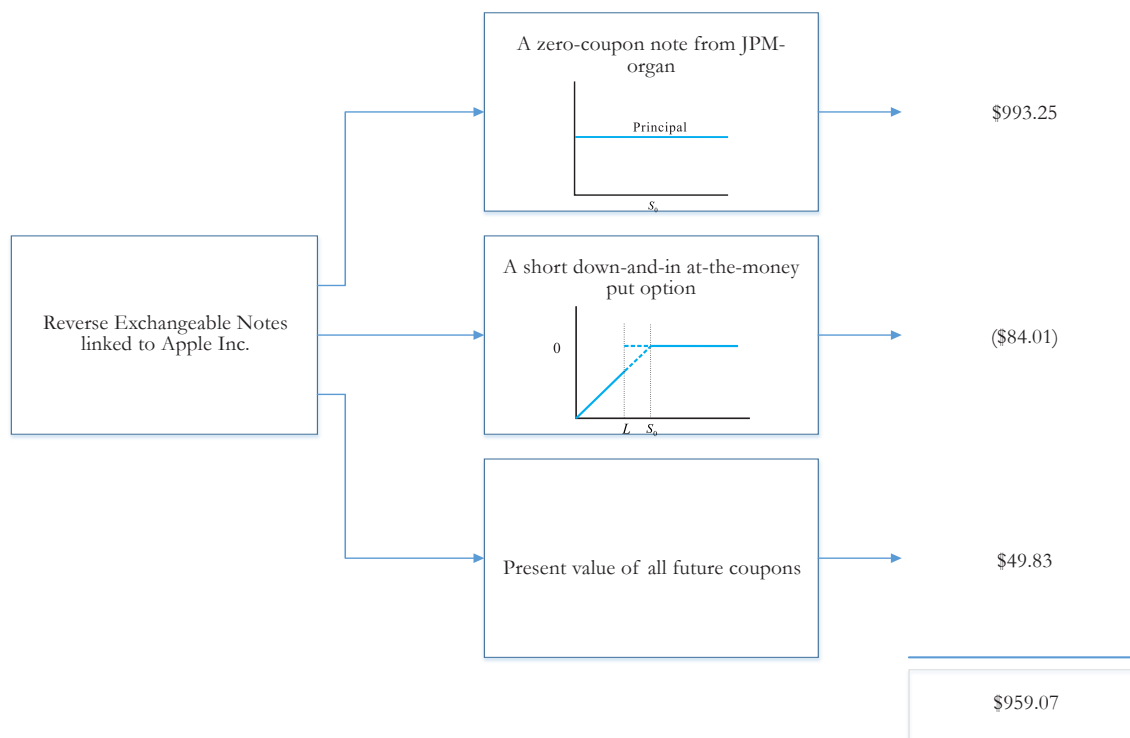 A zero-coupon note from JPM-
organ
Principal
S₀
$993.25
Reverse Exchangeable Notes
linked to Apple Inc.
A short down-and-in at-the-money
put option
0
L
S₀
($84.01)
Present value of all future coupons
$49.83
$959.07